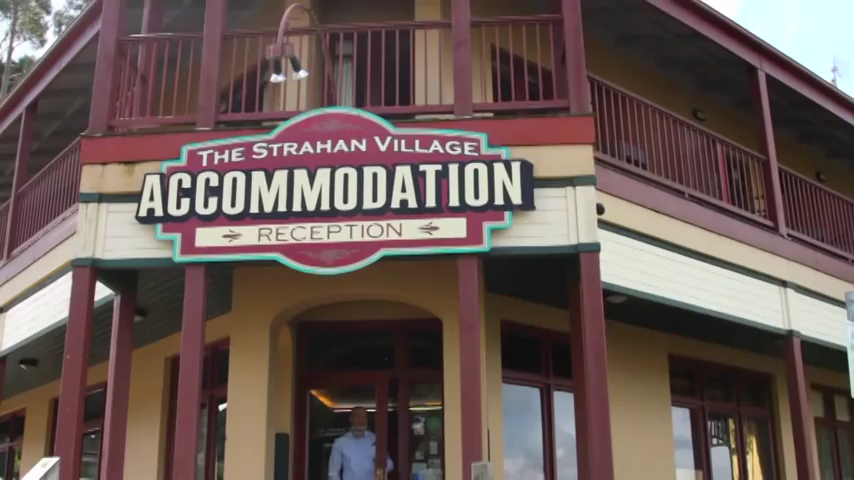 THE STRAHAN VILLAGE
ACCOMMODATION
RECEPTION